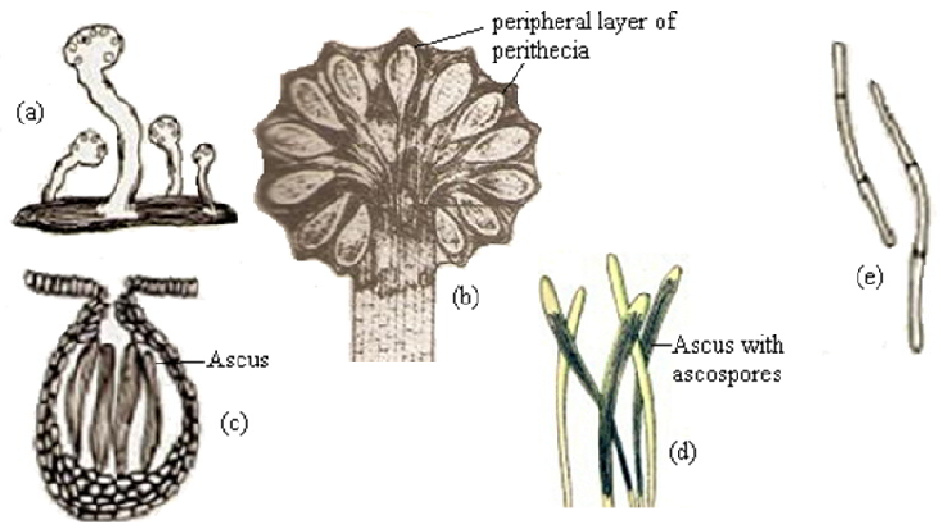 peripheral layer of
perithecia
(a)
(b)
(e)
Ascus
(c)
Ascus with
ascospores
(d)